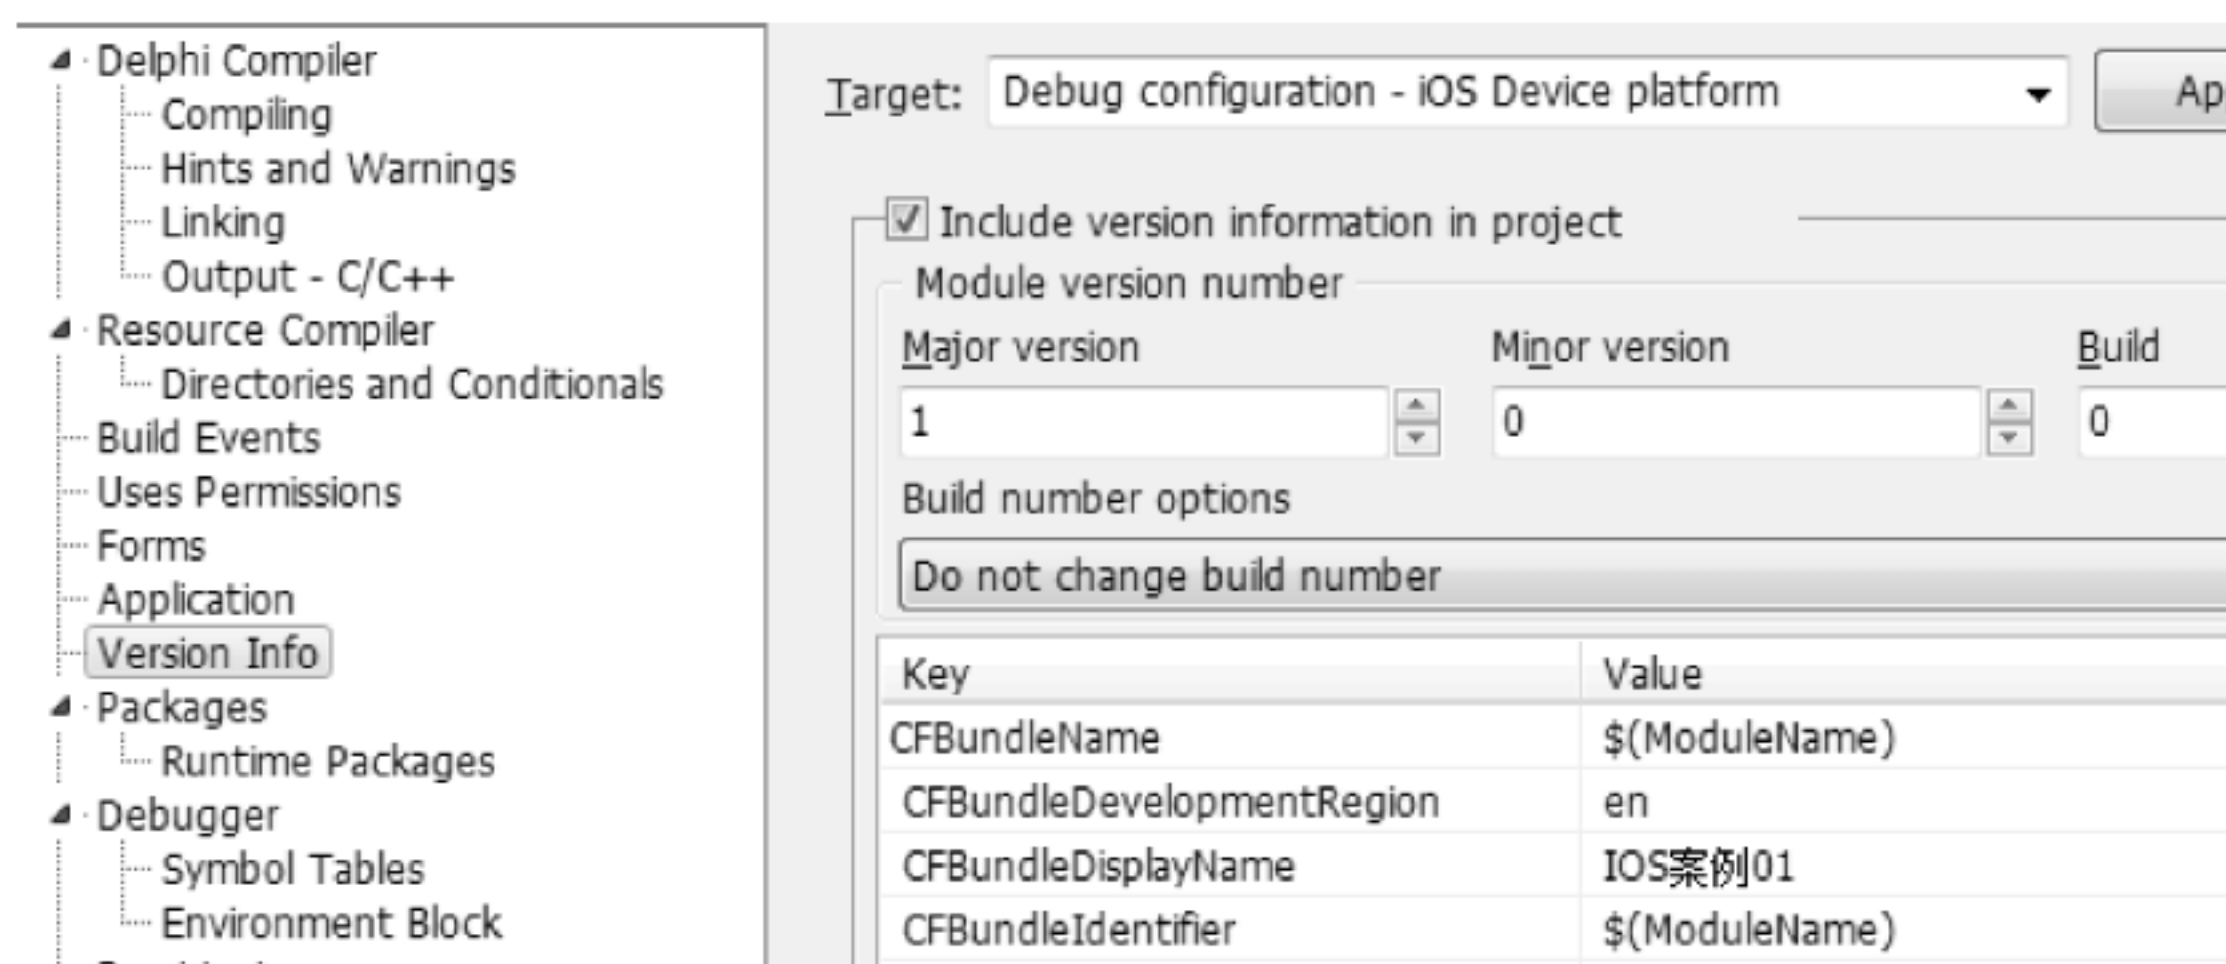 Delphi Compiler
Compiling
Hints and Warnings
Linking
Output - C/C++
Resource Compiler
Directories and Conditionals
Build Events
Uses Permissions
Forms
Application
Version Info
Packages
Runtime Packages
Debugger
Symbol Tables
Environment Block
Target: Debug configuration - iOS Device platform
Ap
Include version information in project
Module version number
Major version Minor version Build
1 0 0
Build number options
Do not change build number
Key Value
CFBundleName $(ModuleName)
CFBundleDevelopmentRegion en
CFBundleDisplayName IOS案例01
CFBundleIdentifier $(ModuleName)